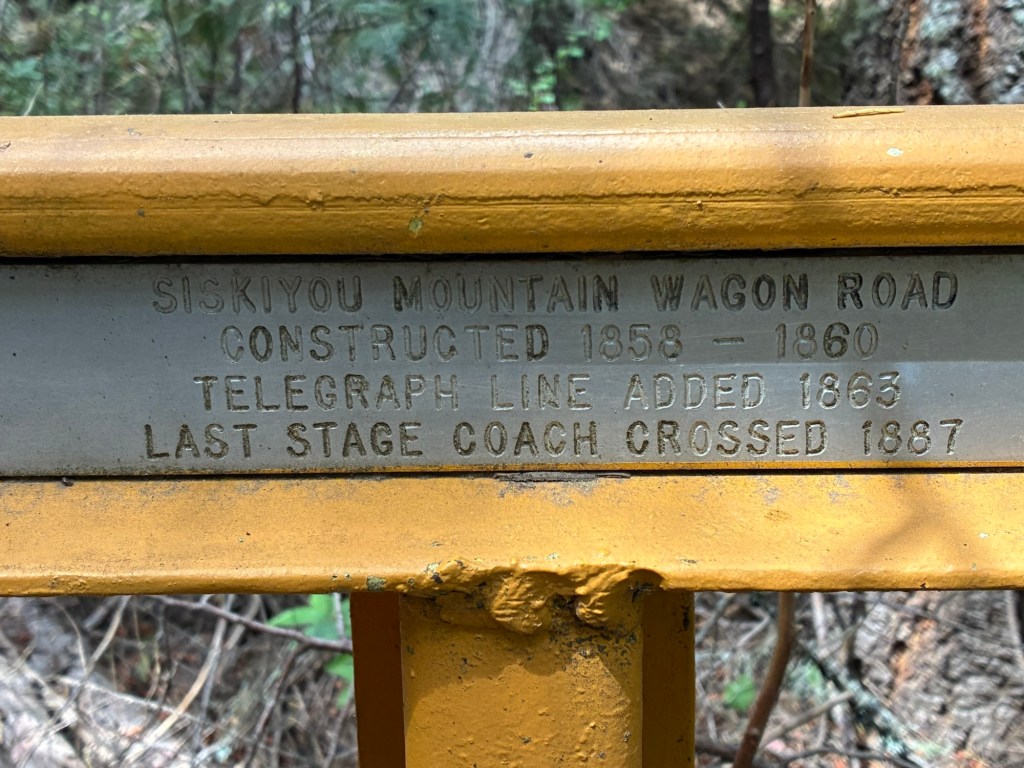 SISKIYOU MOUNTAIN WAGON ROAD
CONSTRUCTED 1858 – 1860
TELEGRAPH LINE ADDED 1863
LAST STAGE COACH CROSSED 1887